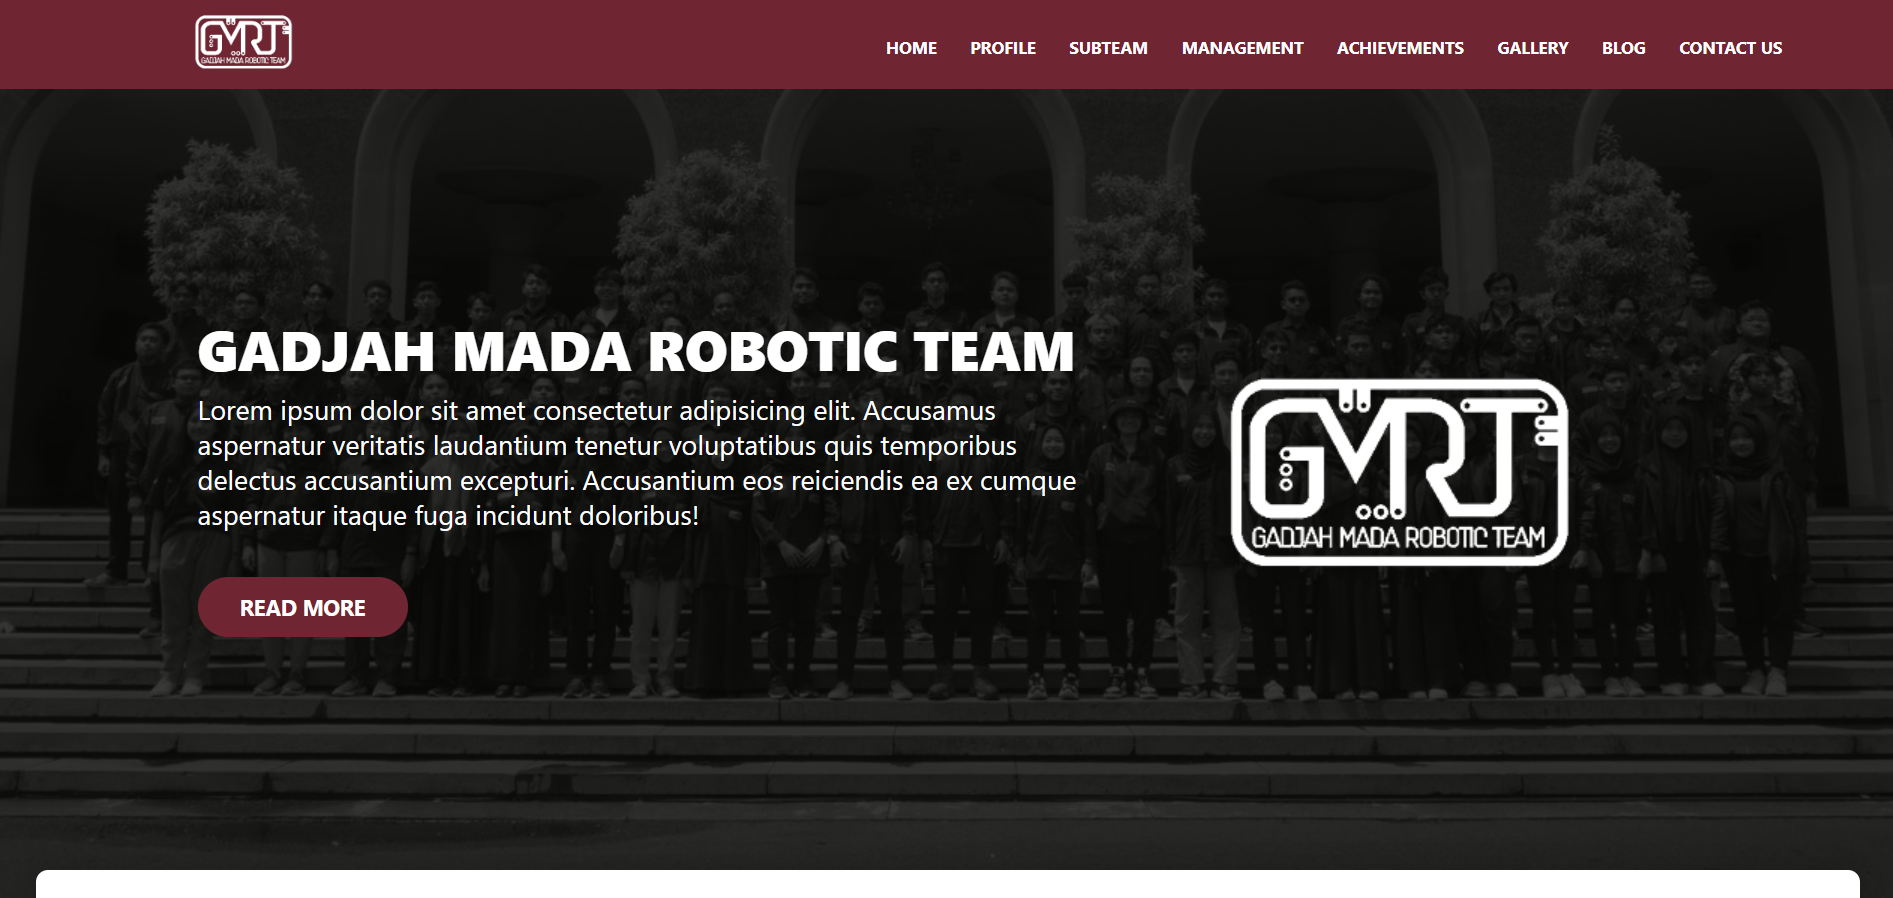 GMRT
GADJAH MADA ROBOTIC TEAM
HOME PROFILE SUBTEAM MANAGEMENT ACHIEVEMENTS GALLERY BLOG CONTACT US
GADJAH MADA ROBOTIC TEAM
Lorem ipsum dolor sit amet consectetur adipisicing elit. Accusamus
aspernatur veritatis laudantium tenetur voluptatibus quis temporibus
delectus accusantium excepturi. Accusantium eos reiciendis ea ex cumque
aspernatur itaque fuga incidunt doloribus!
READ MORE
GMRT
GADJAH MADA ROBOTIC TEAM